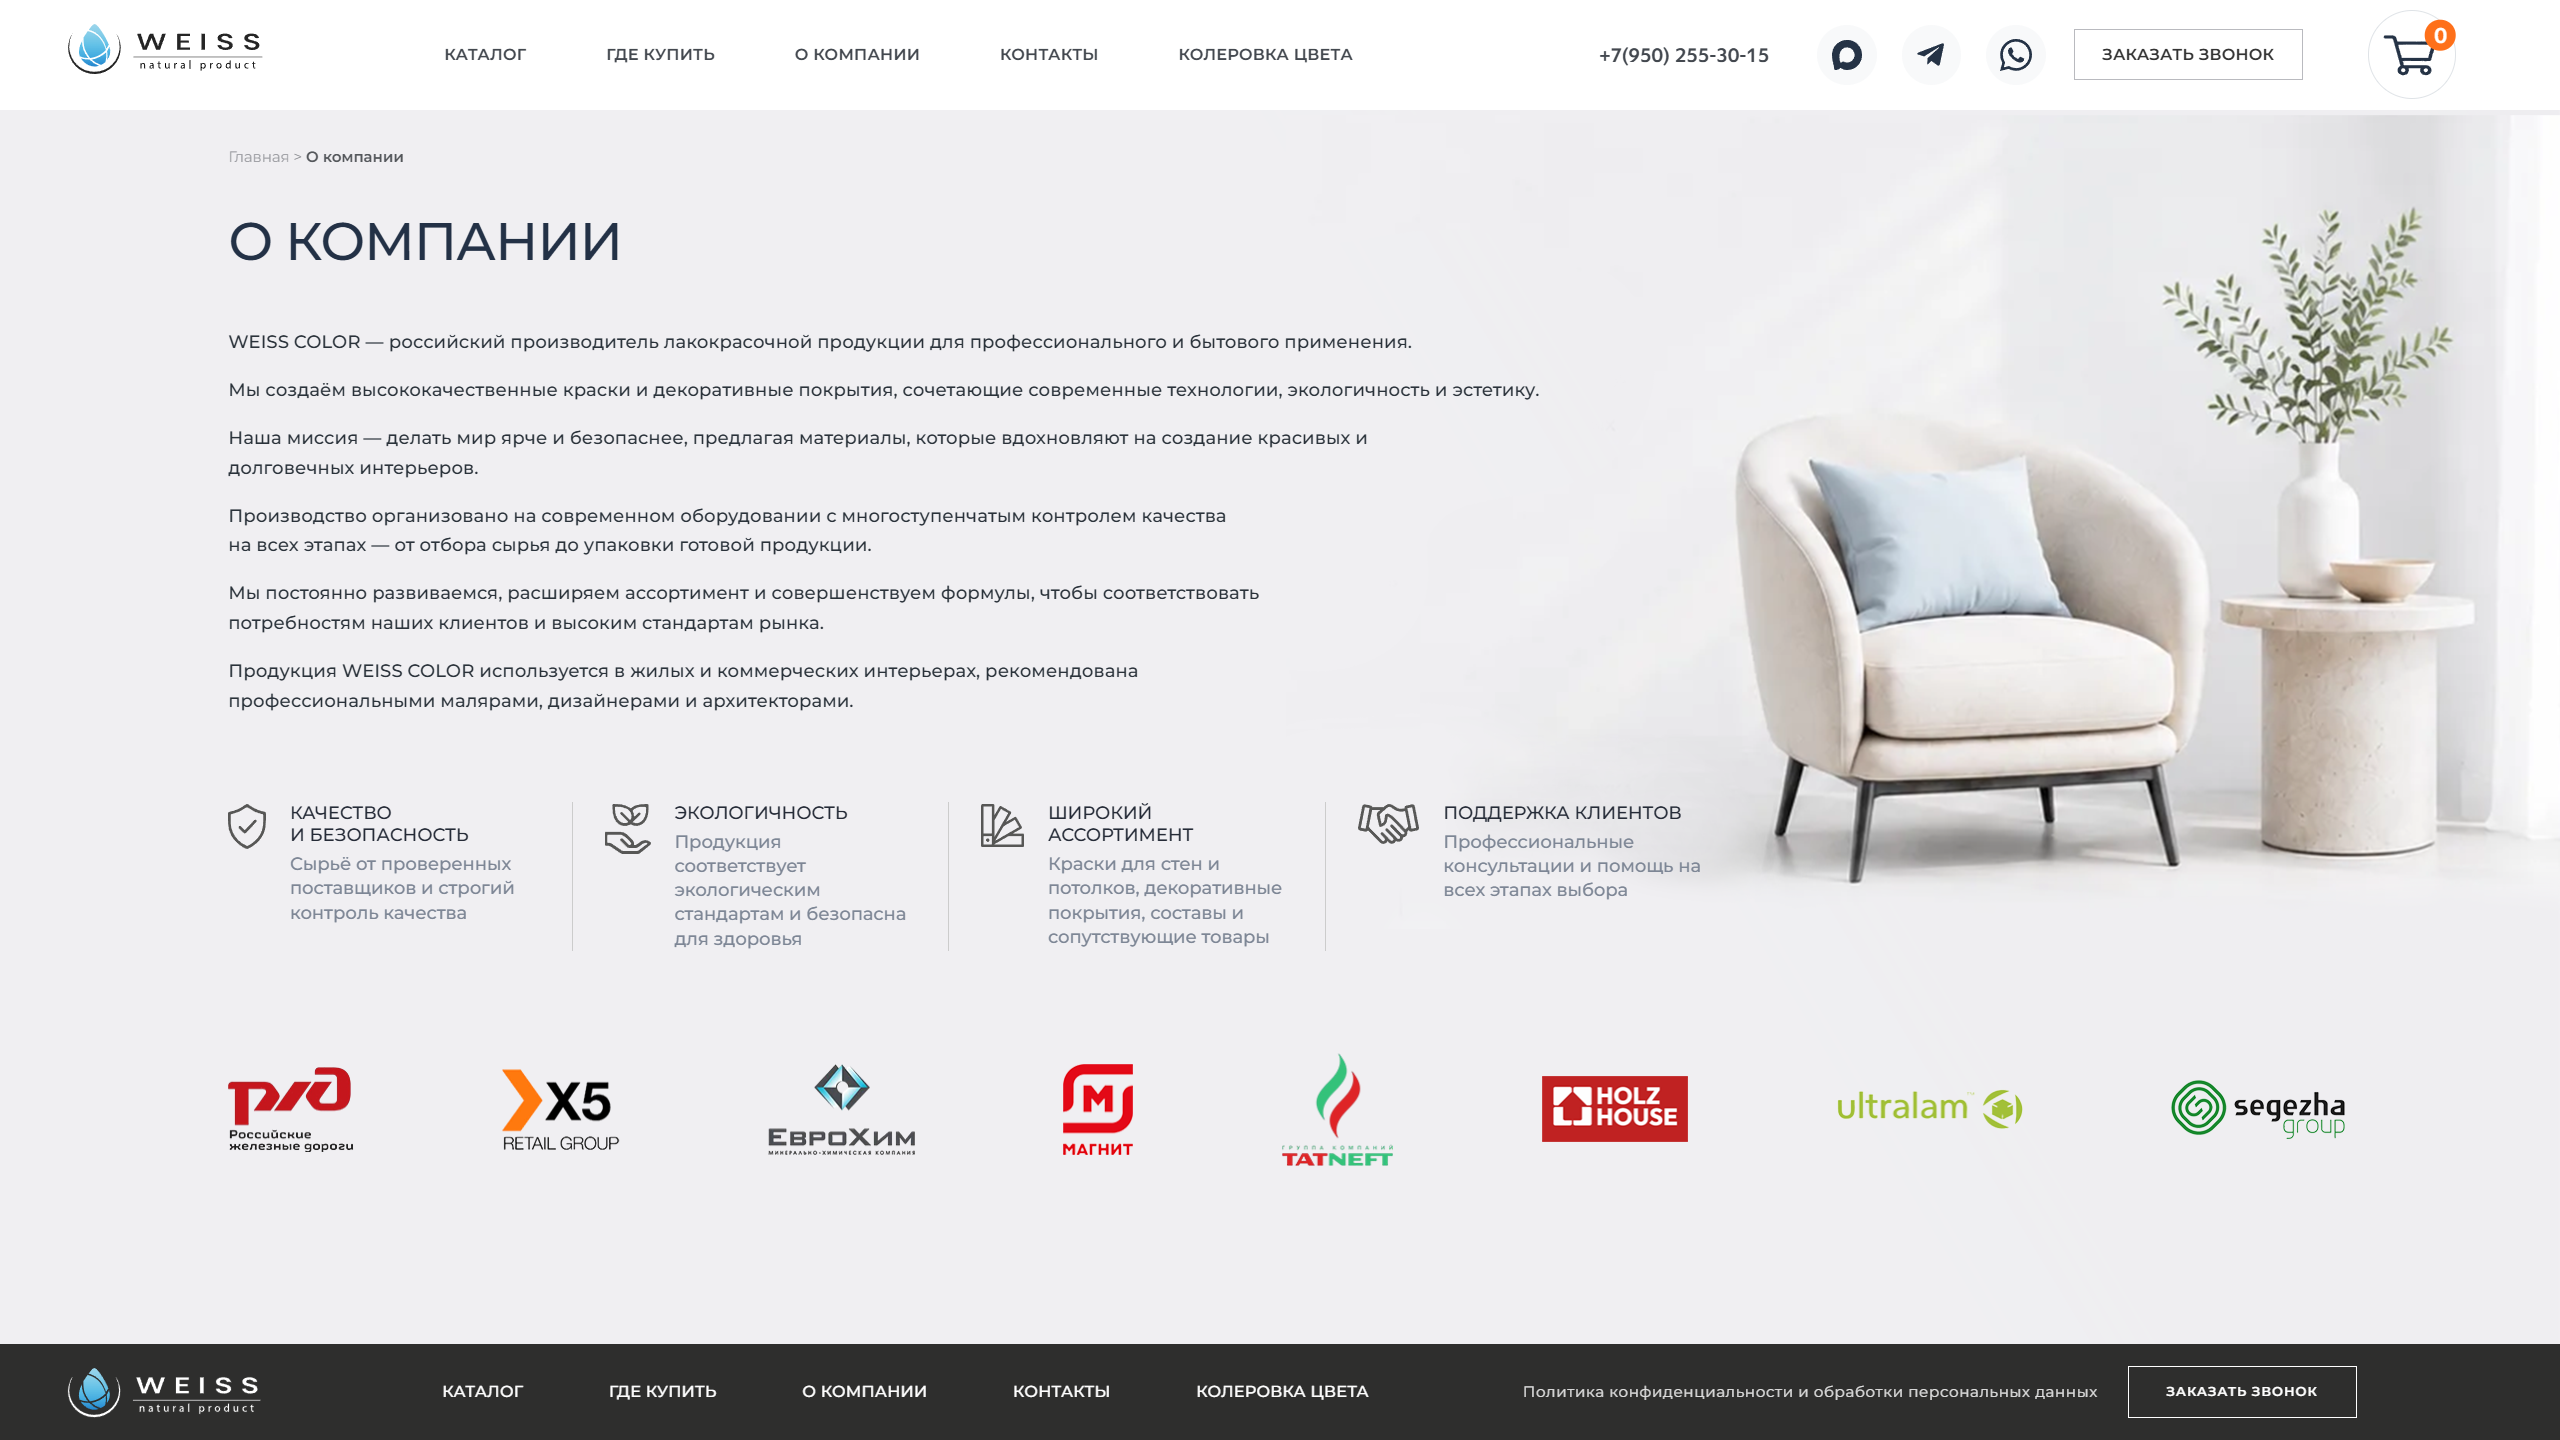 WEISS
natural product
КАТАЛОГ
ГДЕ КУПИТЬ
О КОМПАНИИ
КОНТАКТЫ
КОЛЕРОВКА ЦВЕТА
+7(950) 255-30-15
ЗАКАЗАТЬ ЗВОНОК
0
Главная > О компании
О КОМПАНИИ
WEISS COLOR — российский производитель лакокрасочной продукции для профессионального и бытового применения.
Мы создаём высококачественные краски и декоративные покрытия, сочетающие современные технологии, экологичность и эстетику.
Наша миссия — делать мир ярче и безопаснее, предлагая материалы, которые вдохновляют на создание красивых и
долговечных интерьеров.
Производство организовано на современном оборудовании с многоступенчатым контролем качества
на всех этапах — от отбора сырья до упаковки готовой продукции.
Мы постоянно развиваемся, расширяем ассортимент и совершенствуем формулы, чтобы соответствовать
потребностям наших клиентов и высоким стандартам рынка.
Продукция WEISS COLOR используется в жилых и коммерческих интерьерах, рекомендована
профессиональными малярами, дизайнерами и архитекторами.
КАЧЕСТВО
И БЕЗОПАСНОСТЬ
Сырьё от проверенных
поставщиков и строгий
контроль качества
ЭКОЛОГИЧНОСТЬ
Продукция
соответствует
экологическим
стандартам и безопасна
для здоровья
ШИРОКИЙ
АССОРТИМЕНТ
Краски для стен и
потолков, декоративные
покрытия, составы и
сопутствующие товары
ПОДДЕРЖКА КЛИЕНТОВ
Профессиональные
консультации и помощь на
всех этапах выбора
Российские
железные дороги
X5
RETAIL GROUP
ЕВРОХИМ
МИНЕРАЛЬНО-ХИМИЧЕСКАЯ КОМПАНИЯ
М
МАГНИТ
ГРУППА КОМПАНИЙ
TATNEFT
HOLZ
HOUSE
ultralam
segezha
group
WEISS
natural product
КАТАЛОГ
ГДЕ КУПИТЬ
О КОМПАНИИ
КОНТАКТЫ
КОЛЕРОВКА ЦВЕТА
Политика конфиденциальности и обработки персональных данных
ЗАКАЗАТЬ ЗВОНОК